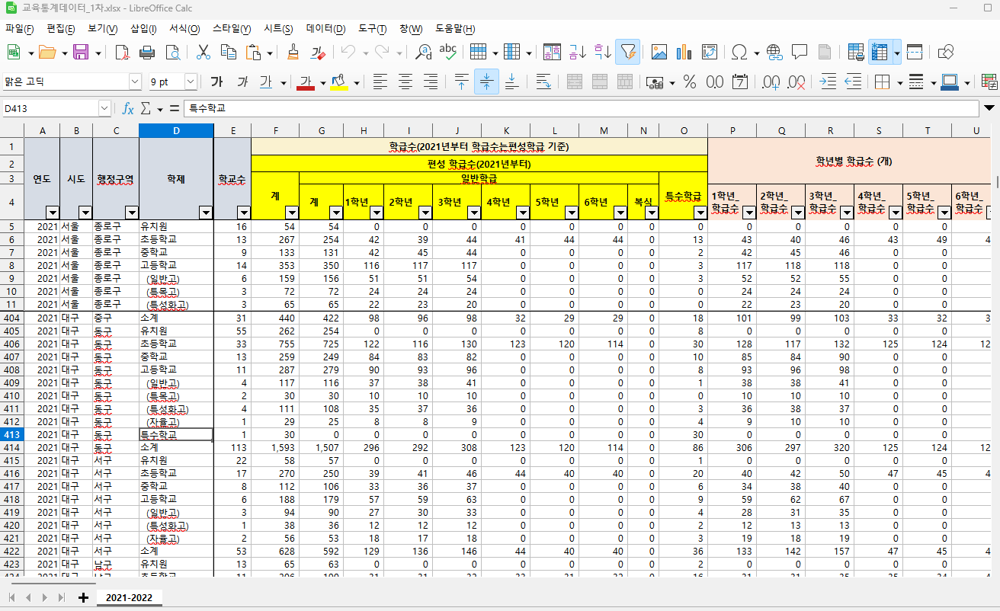 교육통계데이터_1차.xlsx - LibreOffice Calc
파일(F) 편집(E) 보기(V) 삽입(I) 서식(O) 스타일(Y) 시트(S) 데이터(D) 도구(T) 창(W) 도움말(H)
맑은 고딕 9 pt 가 가 가 가
D413 fx Σ = 특수학교
A B C D E F G H I J K L M N O P Q R S T U
1 학급수(2021년부터 학급수는편성학급 기준)
2 편성 학급수(2021년부터) 학년별 학급수 (개)
3 연도 시도 행정구역 학제 학교수 일반학급
4 계 계 1학년 2학년 3학년 4학년 5학년 6학년 복식 특수학급 1학년_학급수 2학년_학급수 3학년_학급수 4학년_학급수 5학년_학급수 6학년_학급수
5 2021 서울 종로구 유치원 16 54 54 0 0 0 0 0 0 0 0 0 0 0 0 0
6 2021 서울 종로구 초등학교 13 267 254 42 39 44 41 44 44 0 13 43 40 46 43 49 4
7 2021 서울 종로구 중학교 9 133 131 42 45 44 0 0 0 0 2 42 45 46 0 0
8 2021 서울 종로구 고등학교 14 353 350 116 117 117 0 0 0 0 3 117 118 118 0 0
9 2021 서울 종로구 (일반고) 6 159 156 51 51 54 0 0 0 0 3 52 52 55 0 0
10 2021 서울 종로구 (특목고) 3 72 72 24 24 24 0 0 0 0 0 24 24 24 0 0
11 2021 서울 종로구 (특성화고) 3 65 65 22 23 20 0 0 0 0 0 22 23 20 0 0
404 2021 대구 중구 소계 31 440 422 98 96 98 32 29 29 0 18 101 99 103 33 32 3
405 2021 대구 동구 유치원 55 262 254 0 0 0 0 0 0 0 8 0 0 0 0 0
406 2021 대구 동구 초등학교 33 755 725 122 116 130 123 120 114 0 30 128 117 132 125 124 12
407 2021 대구 동구 중학교 13 259 249 84 83 82 0 0 0 0 10 85 84 90 0 0
408 2021 대구 동구 고등학교 11 287 279 90 93 96 0 0 0 0 8 93 96 98 0 0
409 2021 대구 동구 (일반고) 4 117 116 37 38 41 0 0 0 0 1 38 38 41 0 0
410 2021 대구 동구 (특목고) 2 30 30 10 10 10 0 0 0 0 0 10 10 10 0 0
411 2021 대구 동구 (특성화고) 4 111 108 35 37 36 0 0 0 0 3 36 38 37 0 0
412 2021 대구 동구 (자율고) 1 29 25 8 8 9 0 0 0 0 4 9 10 10 0 0
413 2021 대구 동구 특수학교 1 30 0 0 0 0 0 0 0 0 30 0 0 0 0 0
414 2021 대구 동구 소계 113 1,593 1,507 296 292 308 123 120 114 0 86 306 297 320 125 124 12
415 2021 대구 서구 유치원 22 58 57 0 0 0 0 0 0 0 1 0 0 0 0 0
416 2021 대구 서구 초등학교 17 270 250 39 41 46 44 40 40 0 20 40 42 50 47 45 4
417 2021 대구 서구 중학교 8 112 106 33 36 37 0 0 0 0 6 34 38 40 0 0
418 2021 대구 서구 고등학교 6 188 179 57 59 63 0 0 0 0 9 59 62 67 0 0
419 2021 대구 서구 (일반고) 3 94 90 27 30 33 0 0 0 0 4 28 31 35 0 0
420 2021 대구 서구 (특성화고) 1 38 36 12 12 12 0 0 0 0 2 12 13 13 0 0
421 2021 대구 서구 (자율고) 2 56 53 18 17 18 0 0 0 0 3 19 18 19 0 0
422 2021 대구 서구 소계 53 628 592 129 136 146 44 40 40 0 36 133 142 157 47 45 4
423 2021 대구 남구 유치원 13 65 63 0 0 0 0 0 0 0 2 0 0 0 0 0
2021-2022